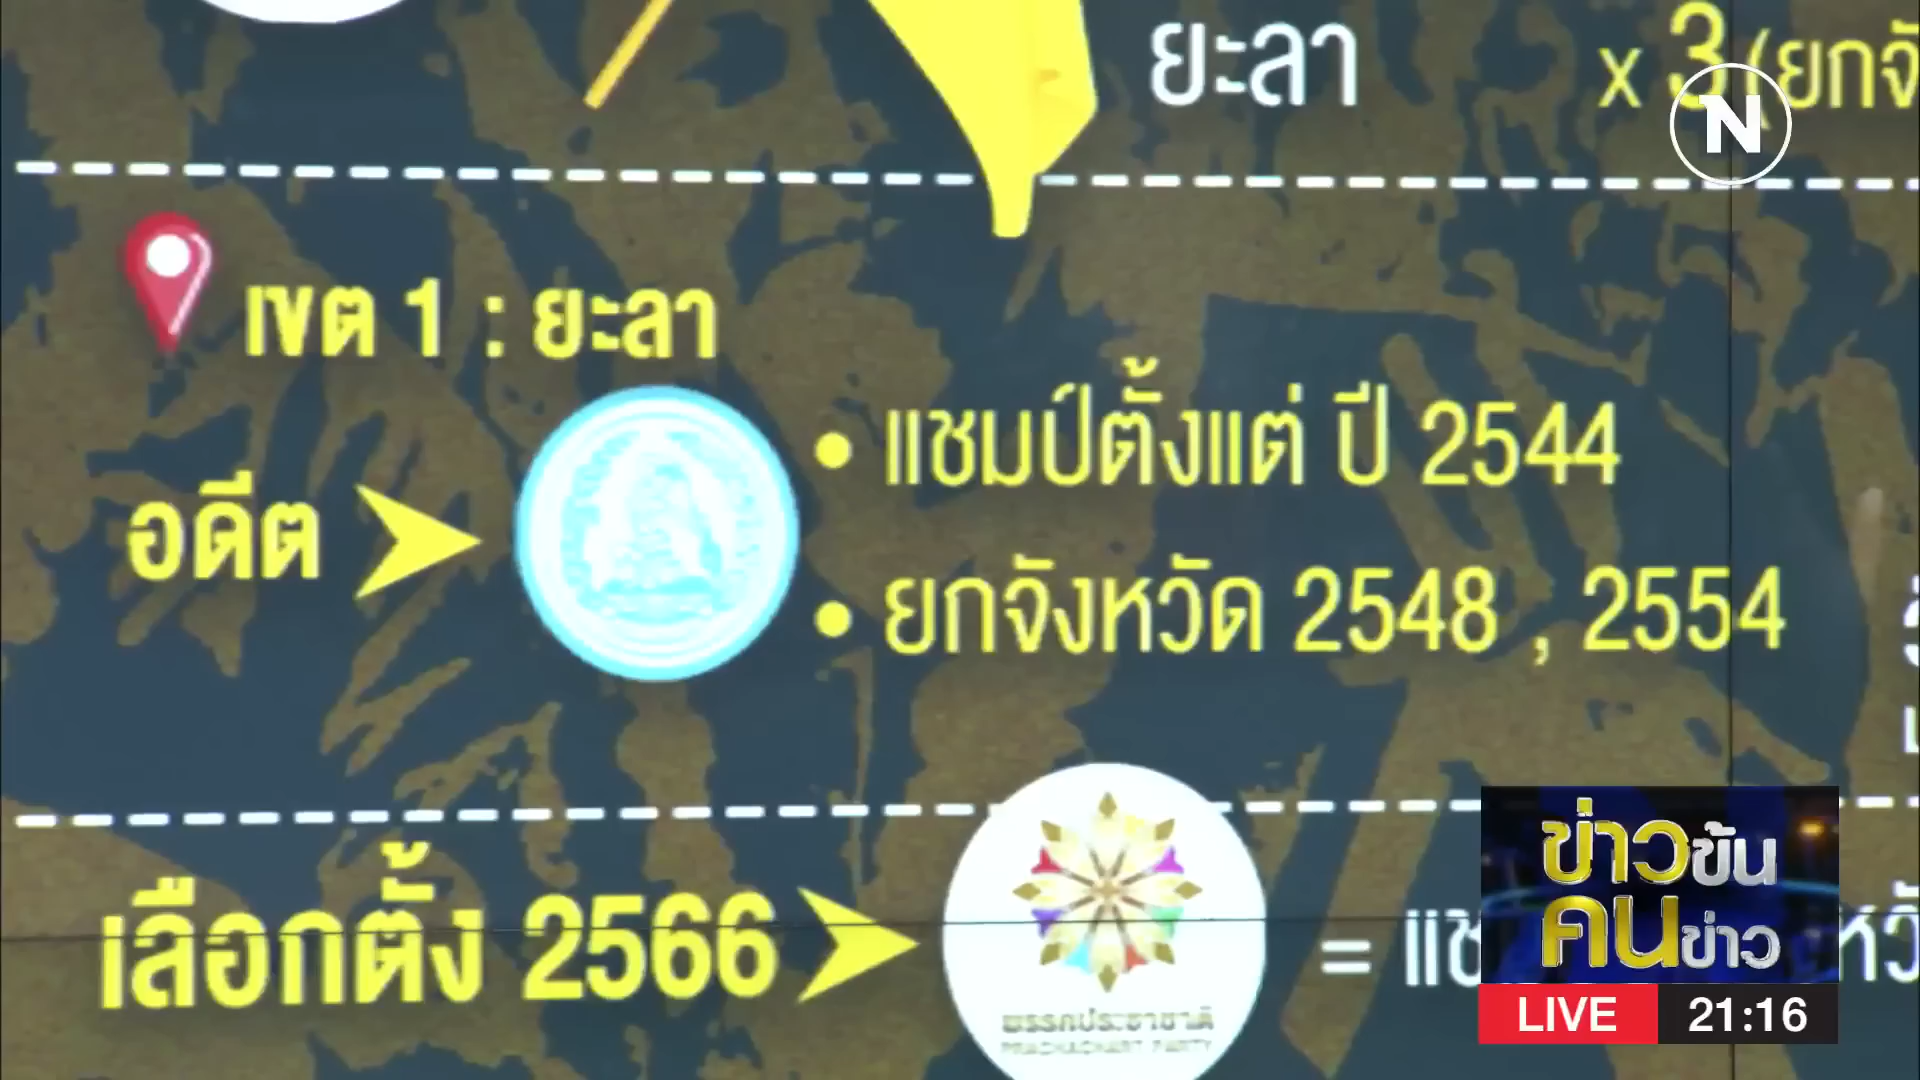 ยะลา
x 3 (ยกจั
N
เขต 1 : ยะลา
อดีต
• แชมป์ตั้งแต่ ปี 2544
• ยกจังหวัด 2548 , 2554
เลือกตั้ง 2566
= แช
พรรคประชาชาติ
PRACHACHART PARTY
ข่าวข้น
คนข่าว
LIVE 21:16